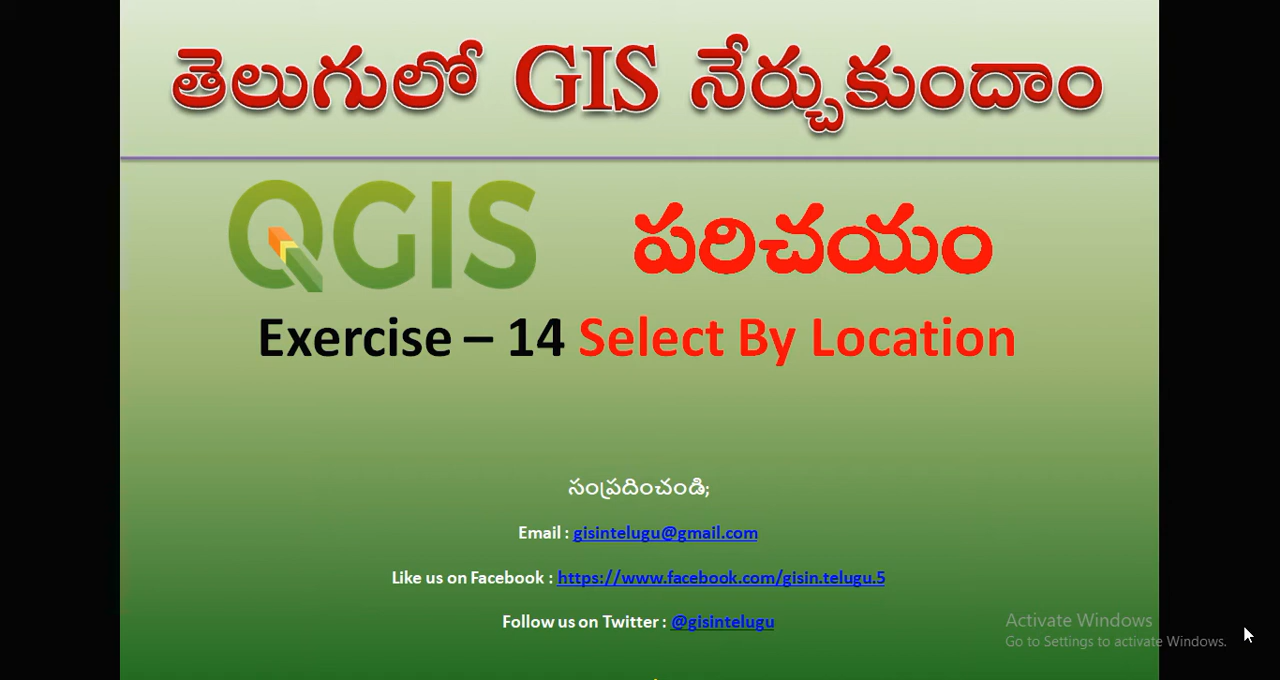 తెలుగులో GIS నేర్చుకుందాం
QGIS పరిచయం
Exercise – 14 Select By Location
సంప్రదించండి;
Email : gisintelugu@gmail.com
Like us on Facebook : https://www.facebook.com/gisin.telugu.5
Follow us on Twitter : @gisintelugu
Activate Windows
Go to Settings to activate Windows.